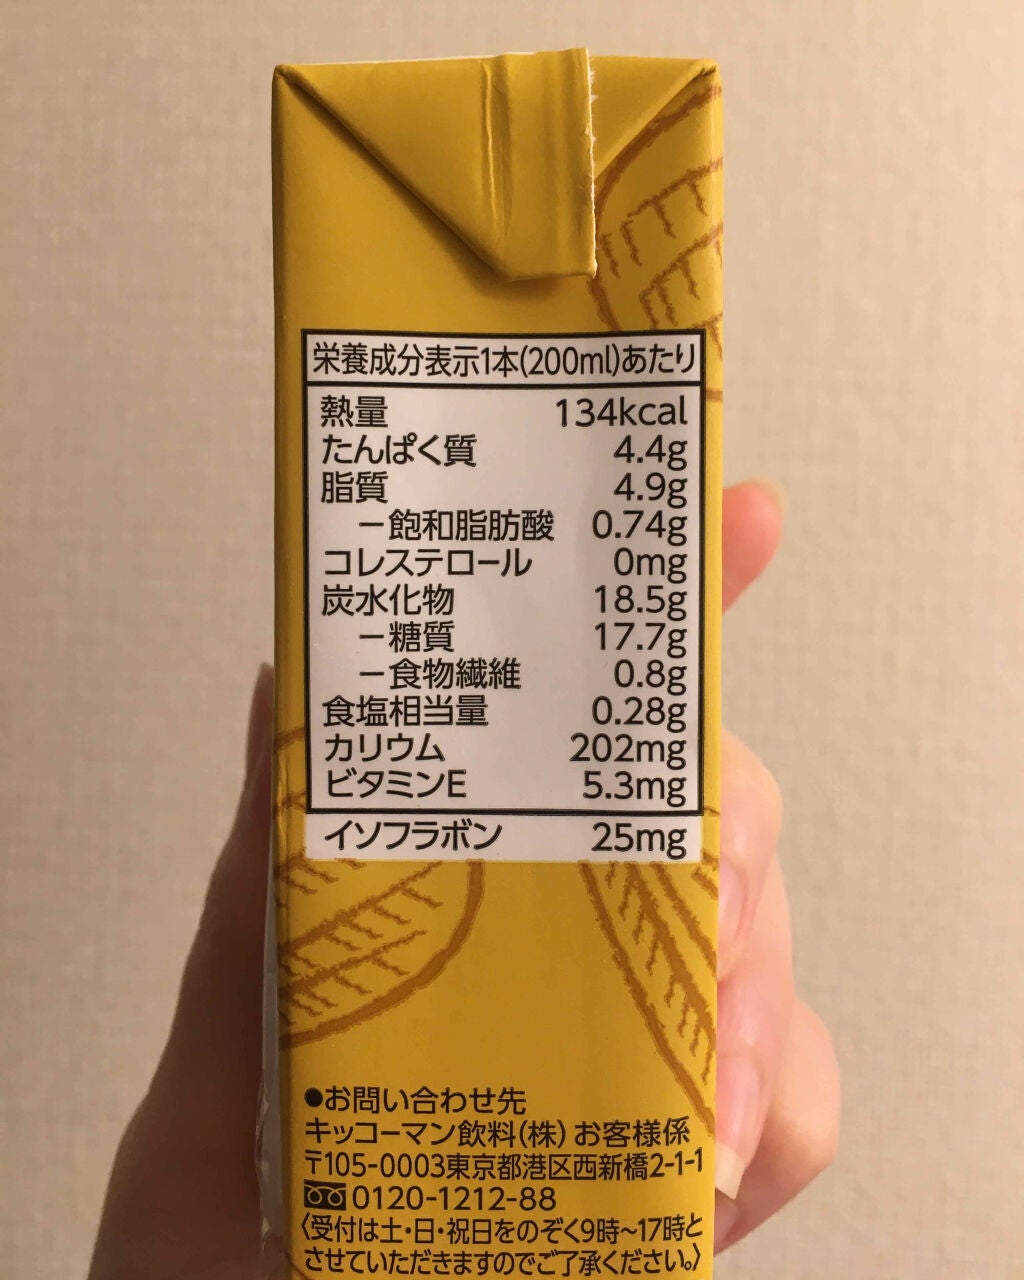 栄養成分表示1本(200ml)あたり
熱量 134kcal
たんぱく質 4.4g
脂質 4.9g
－飽和脂肪酸 0.74g
コレステロール 0mg
炭水化物 18.5g
－糖質 17.7g
－食物繊維 0.8g
食塩相当量 0.28g
カリウム 202mg
ビタミンE 5.3mg
イソフラボン 25mg
●お問い合わせ先
キッコーマン飲料(株) お客様係
〒105-0003東京都港区西新橋2-1-1
0120-1212-88
〈受付は土・日・祝日をのぞく9時～17時と
させていただきますのでご了承ください。〉